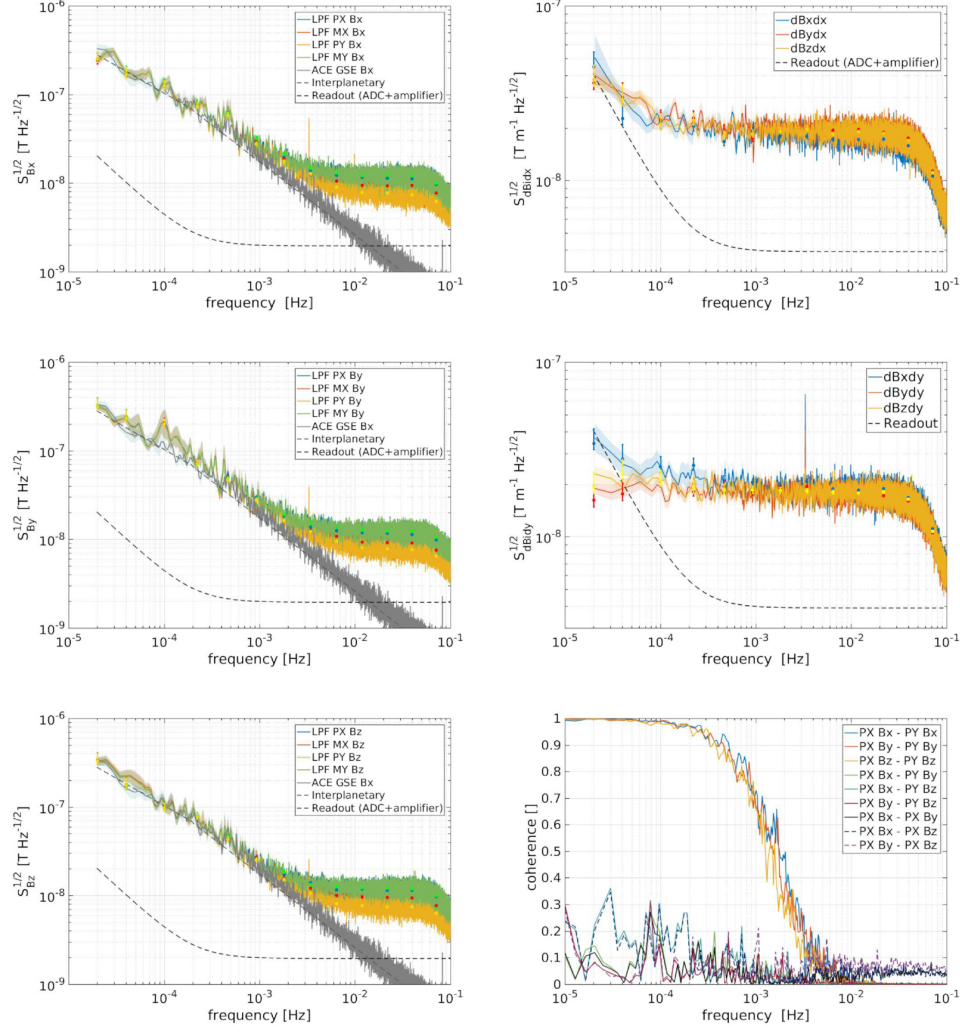 S_Bx^1/2 [T Hz^-1/2]
10^-6
10^-7
10^-8
10^-9
LPF PX Bx
LPF MX Bx
LPF PY Bx
LPF MY Bx
ACE GSE Bx
Interplanetary
Readout (ADC+amplifier)
10^-5 10^-4 10^-3 10^-2 10^-1
frequency [Hz]
S_dBidx^1/2 [T m^-1 Hz^-1/2]
10^-7
10^-8
dBxdx
dBydx
dBzdx
Readout (ADC+amplifier)
10^-5 10^-4 10^-3 10^-2 10^-1
frequency [Hz]
S_By^1/2 [T Hz^-1/2]
10^-6
10^-7
10^-8
10^-9
LPF PX By
LPF MX By
LPF PY By
LPF MY By
ACE GSE Bx
Interplanetary
Readout (ADC+amplifier)
10^-5 10^-4 10^-3 10^-2 10^-1
frequency [Hz]
S_dBidy^1/2 [T m^-1 Hz^-1/2]
10^-7
10^-8
dBxdy
dBydy
dBzdy
Readout
10^-5 10^-4 10^-3 10^-2 10^-1
frequency [Hz]
S_Bz^1/2 [T Hz^-1/2]
10^-6
10^-7
10^-8
10^-9
LPF PX Bz
LPF MX Bz
LPF PY Bz
LPF MY Bz
ACE GSE Bx
Interplanetary
Readout (ADC+amplifier)
10^-5 10^-4 10^-3 10^-2 10^-1
frequency [Hz]
coherence []
1
0.9
0.8
0.7
0.6
0.5
0.4
0.3
0.2
0.1
0
PX Bx - PY Bx
PX By - PY By
PX Bz - PY Bz
PX Bx - PY By
PX Bx - PY Bz
PX By - PY Bz
PX Bx - PX By
PX Bx - PX Bz
PX By - PX Bz
10^-5 10^-4 10^-3 10^-2 10^-1
frequency [Hz]